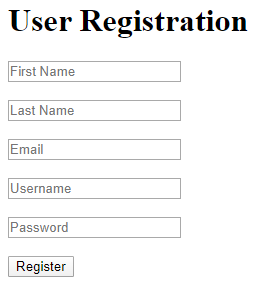 User Registration
First Name
Last Name
Email
Username
Password
Register